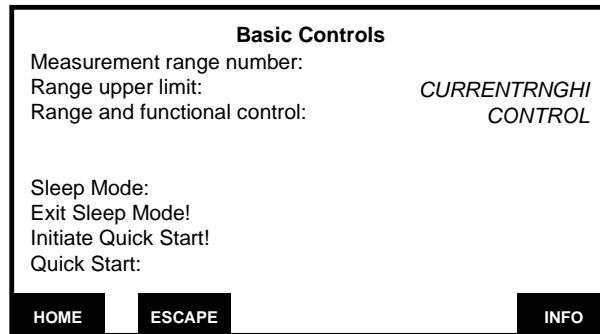 Basic Controls
Measurement range number:
Range upper limit: CURRENTRNGHI
Range and functional control: CONTROL
Sleep Mode:
Exit Sleep Mode!
Initiate Quick Start!
Quick Start:
HOME ESCAPE INFO